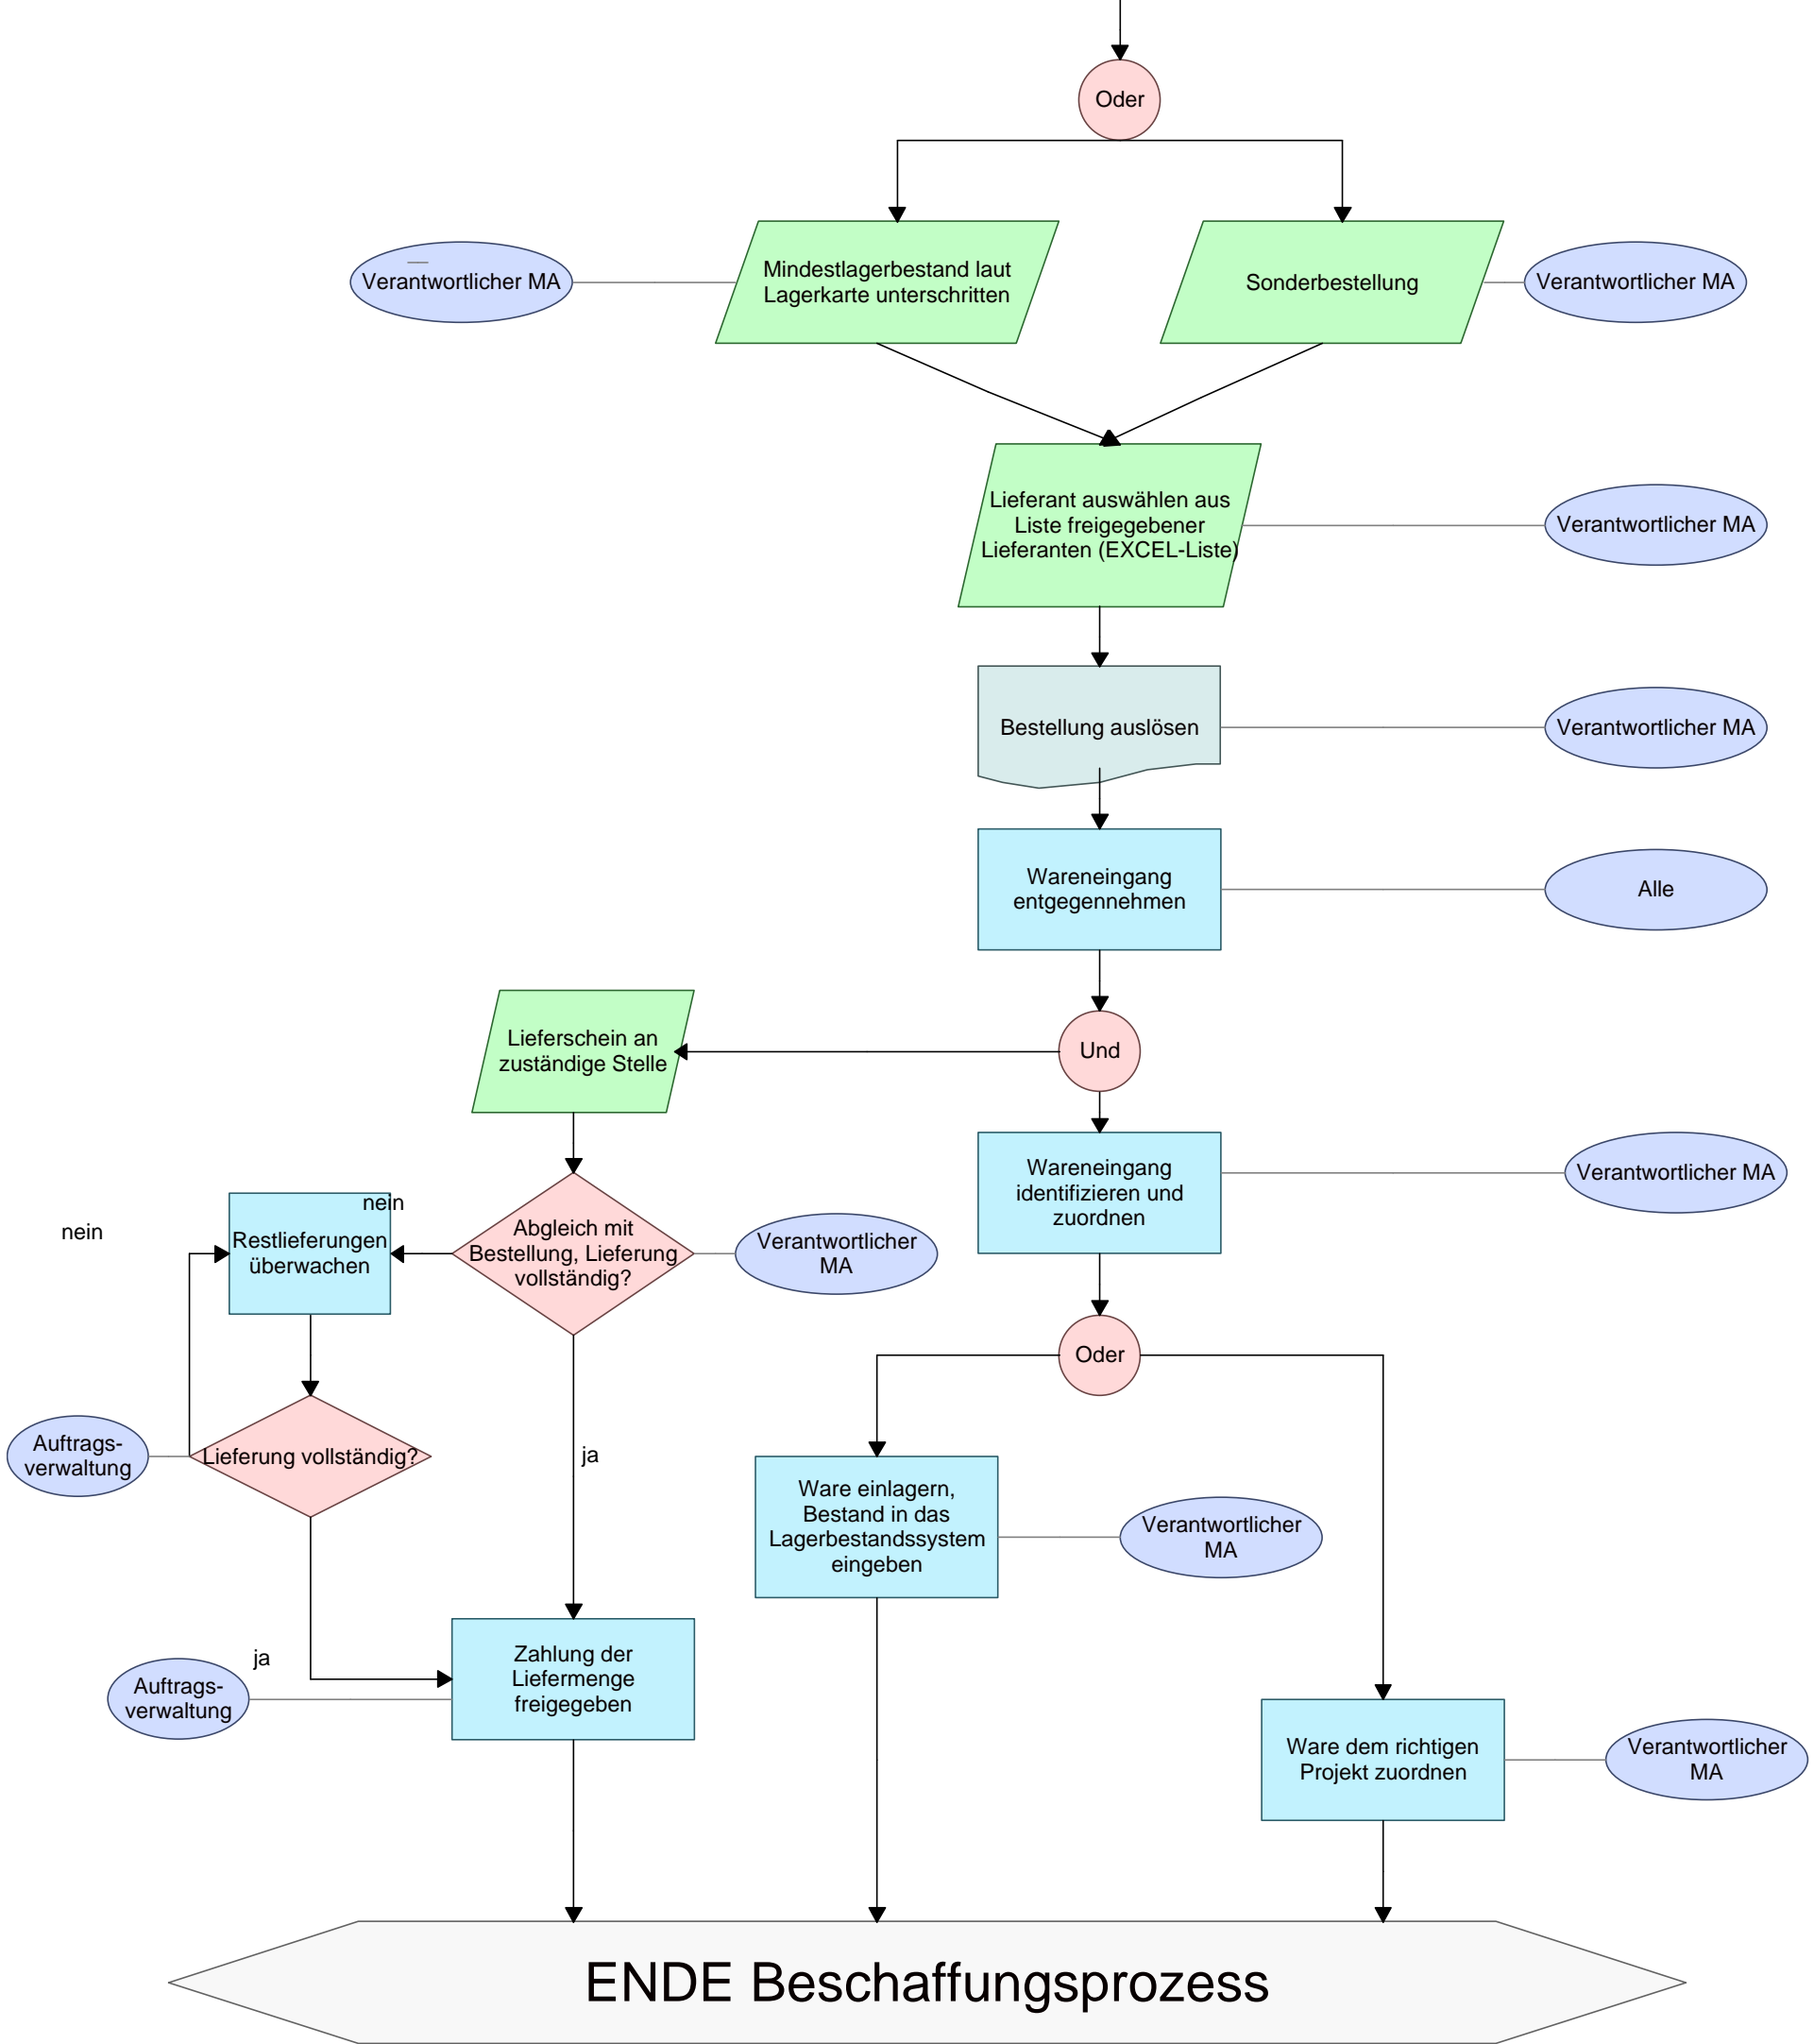 Oder
Verantwortlicher MA
Mindestlagerbestand laut
Lagerkarte unterschritten
Sonderbestellung
Verantwortlicher MA
Lieferant auswählen aus
Liste freigegebener
Lieferanten (EXCEL-Liste)
Verantwortlicher MA
Bestellung auslösen
Verantwortlicher MA
Wareneingang
entgegennehmen
Alle
Lieferschein an
zuständige Stelle
Und
Wareneingang
identifizieren und
zuordnen
Verantwortlicher MA
nein
nein
Restlieferungen
überwachen
Abgleich mit
Bestellung, Lieferung
vollständig?
Verantwortlicher
MA
Oder
Auftrags-
verwaltung
Lieferung vollständig?
ja
Ware einlagern,
Bestand in das
Lagerbestandssystem
eingeben
Verantwortlicher
MA
ja
Auftrags-
verwaltung
Zahlung der
Liefermenge
freigegeben
Ware dem richtigen
Projekt zuordnen
Verantwortlicher
MA
ENDE Beschaffungsprozess